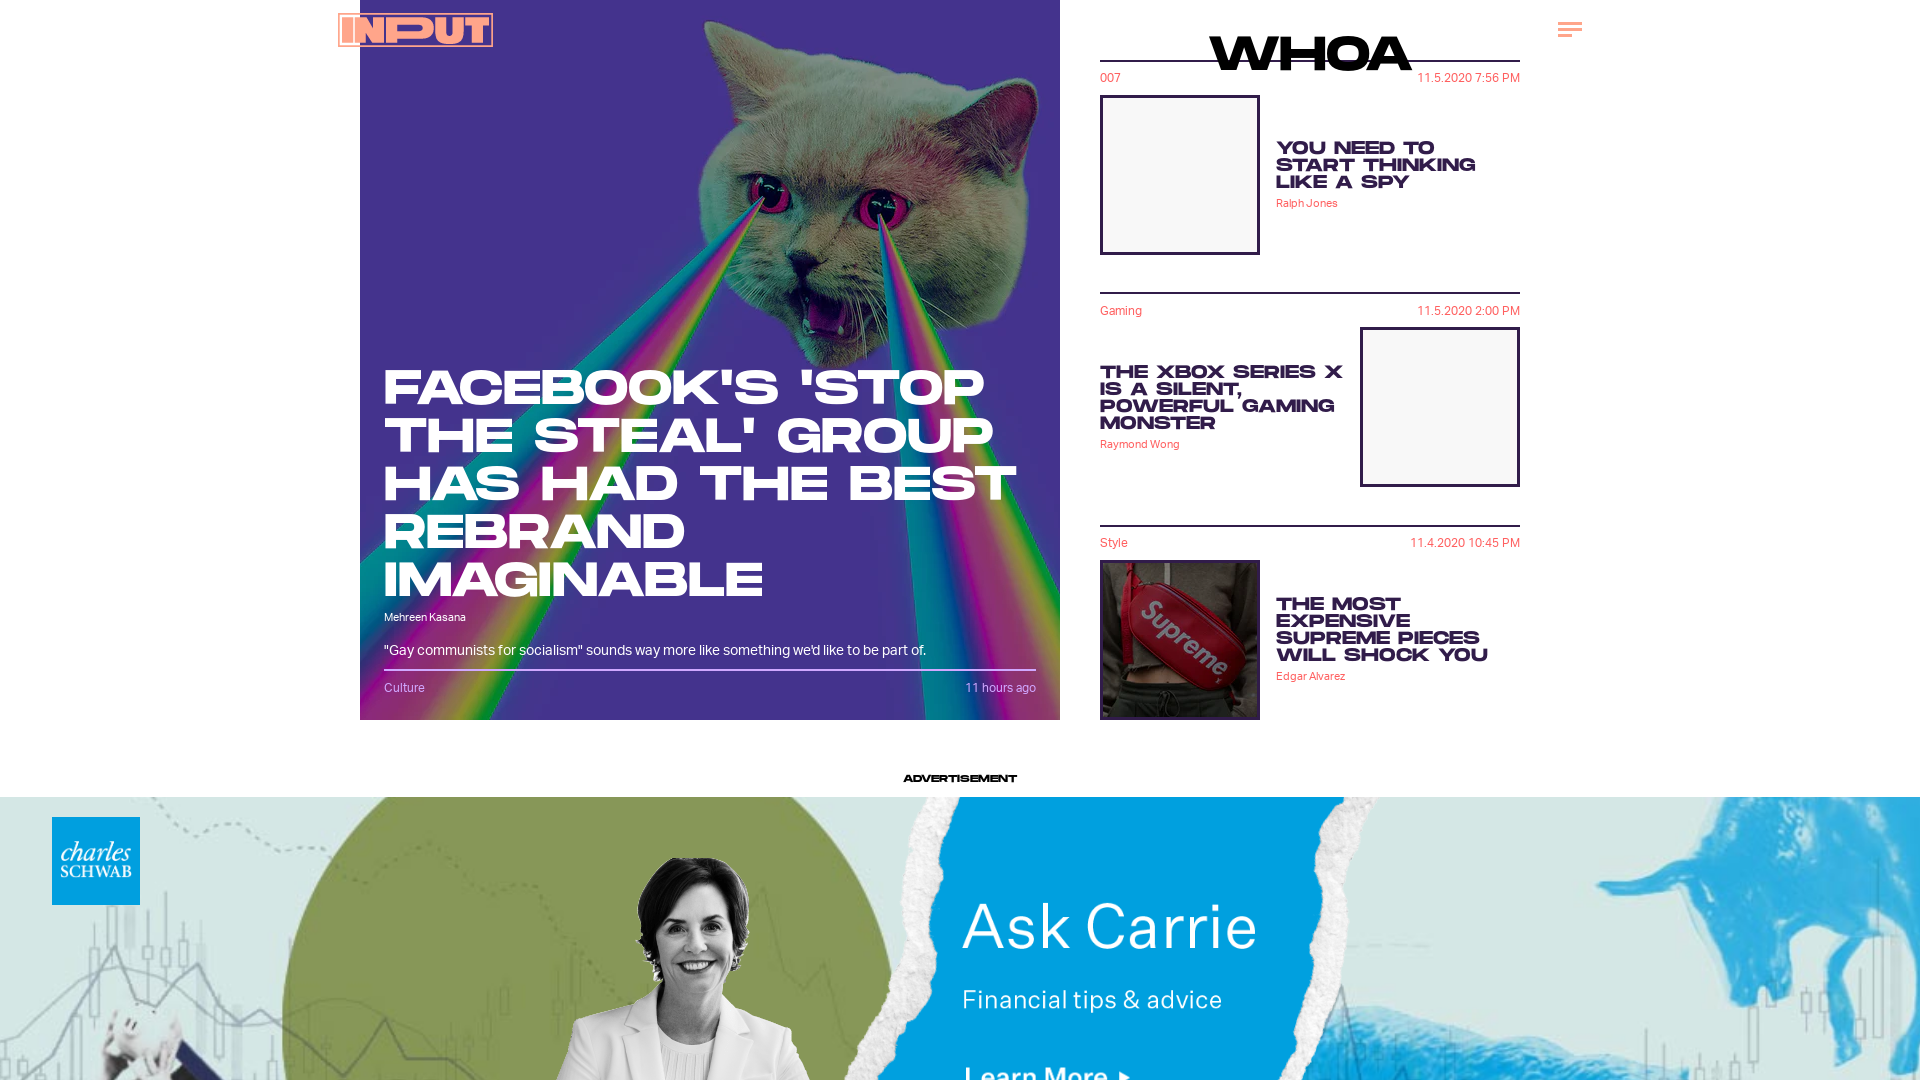 INPUT
FACEBOOK'S 'STOP
THE STEAL' GROUP
HAS HAD THE BEST
REBRAND
IMAGINABLE
Mehreen Kasana
"Gay communists for socialism" sounds way more like something we'd like to be part of.
Culture
11 hours ago
WHOA
007
11.5.2020 7:56 PM
YOU NEED TO
START THINKING
LIKE A SPY
Ralph Jones
Gaming
11.5.2020 2:00 PM
THE XBOX SERIES X
IS A SILENT,
POWERFUL GAMING
MONSTER
Raymond Wong
Style
11.4.2020 10:45 PM
Supreme
THE MOST
EXPENSIVE
SUPREME PIECES
WILL SHOCK YOU
Edgar Alvarez
ADVERTISEMENT
charles
SCHWAB
Ask Carrie
Financial tips & advice
Learn More